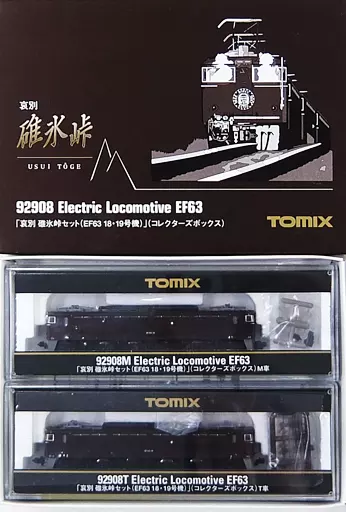 哀別
碓氷峠
USUI TŌGE
92908 Electric Locomotive EF63
「哀別 碓氷峠セット(EF63 18・19号機)」(コレクターズボックス)
TOMIX
TOMIX
92908M Electric Locomotive EF63
「哀別 碓氷峠セット(EF63 18・19号機)」(コレクターズボックス)M車
TOMIX
92908T Electric Locomotive EF63
「哀別 碓氷峠セット(EF63 18・19号機)」(コレクターズボックス)T車